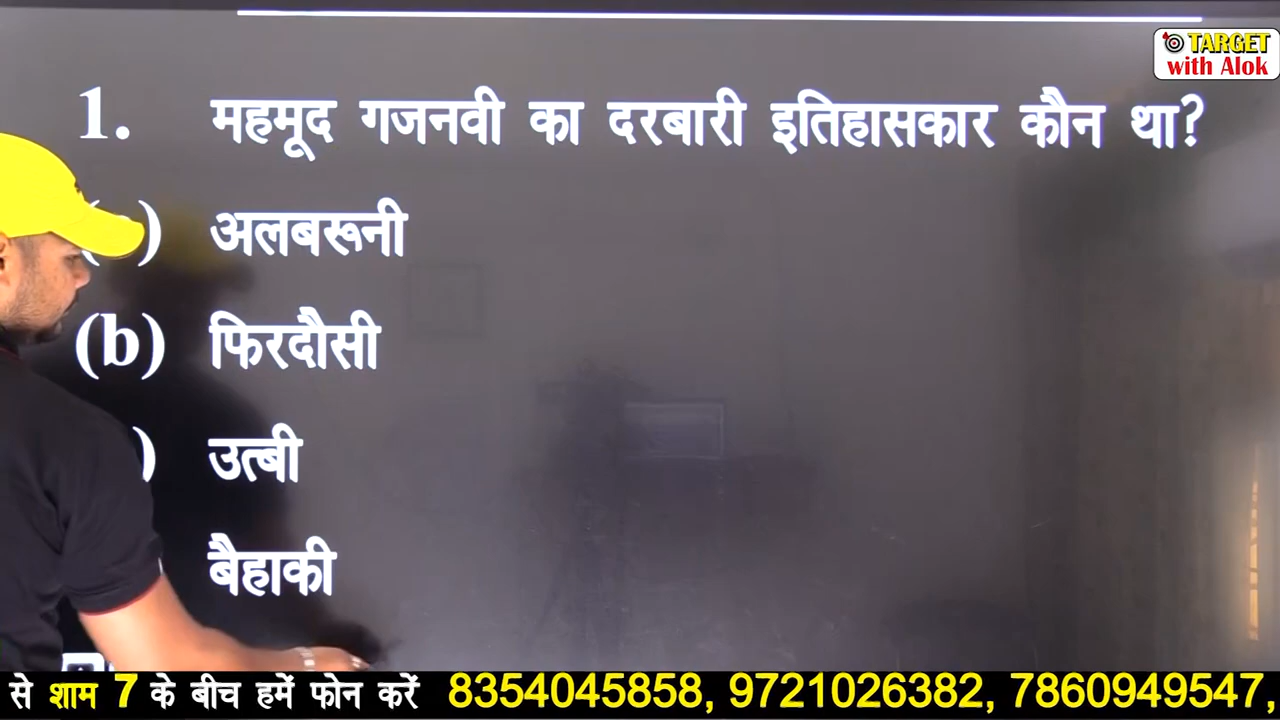 TARGET
with Alok
1. महमूद गजनवी का दरबारी इतिहासकार कौन था?
) अलबरूनी
(b) फिरदौसी
) उत्बी
बैहाकी
से शाम 7 के बीच हमें फोन करें 8354045858, 9721026382, 7860949547,